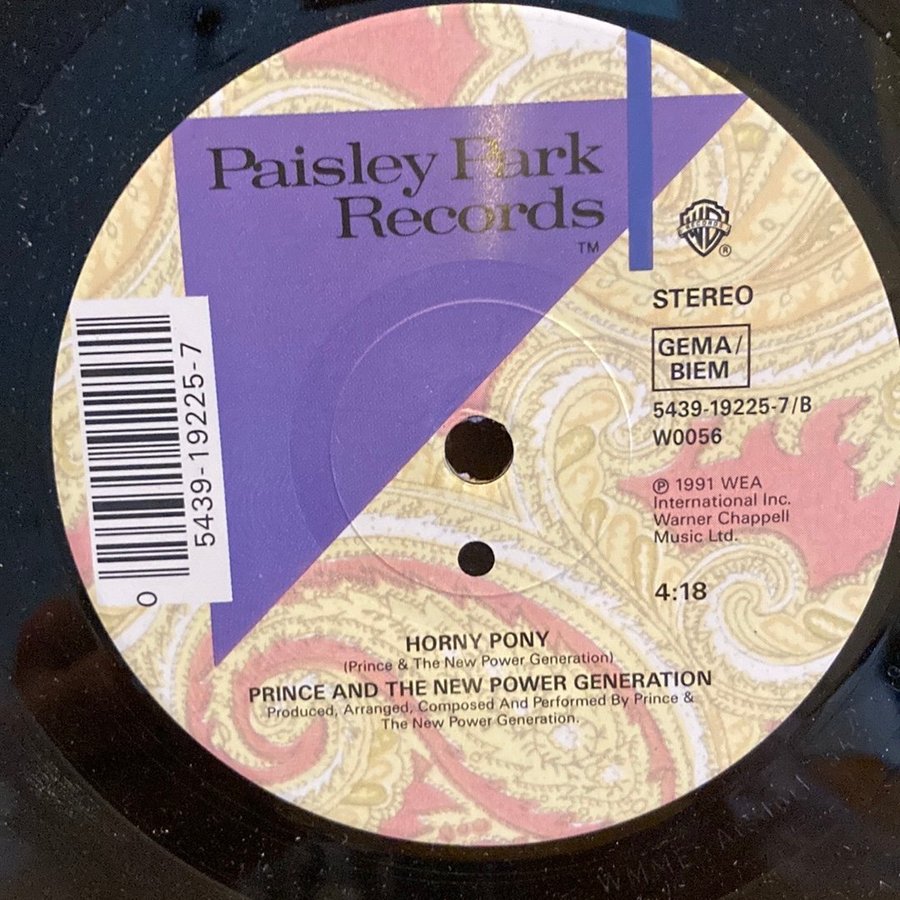 Paisley Park
Records
TM
WB
RECORDS
®
STEREO
GEMA/
BIEM
5439-19225-7/B
W0056
℗ 1991 WEA
International Inc.
Warner Chappell
Music Ltd.
4:18
5439-19225-7
0
HORNY PONY
(Prince & The New Power Generation)
PRINCE AND THE NEW POWER GENERATION
Produced, Arranged, Composed And Performed By Prince &
The New Power Generation.